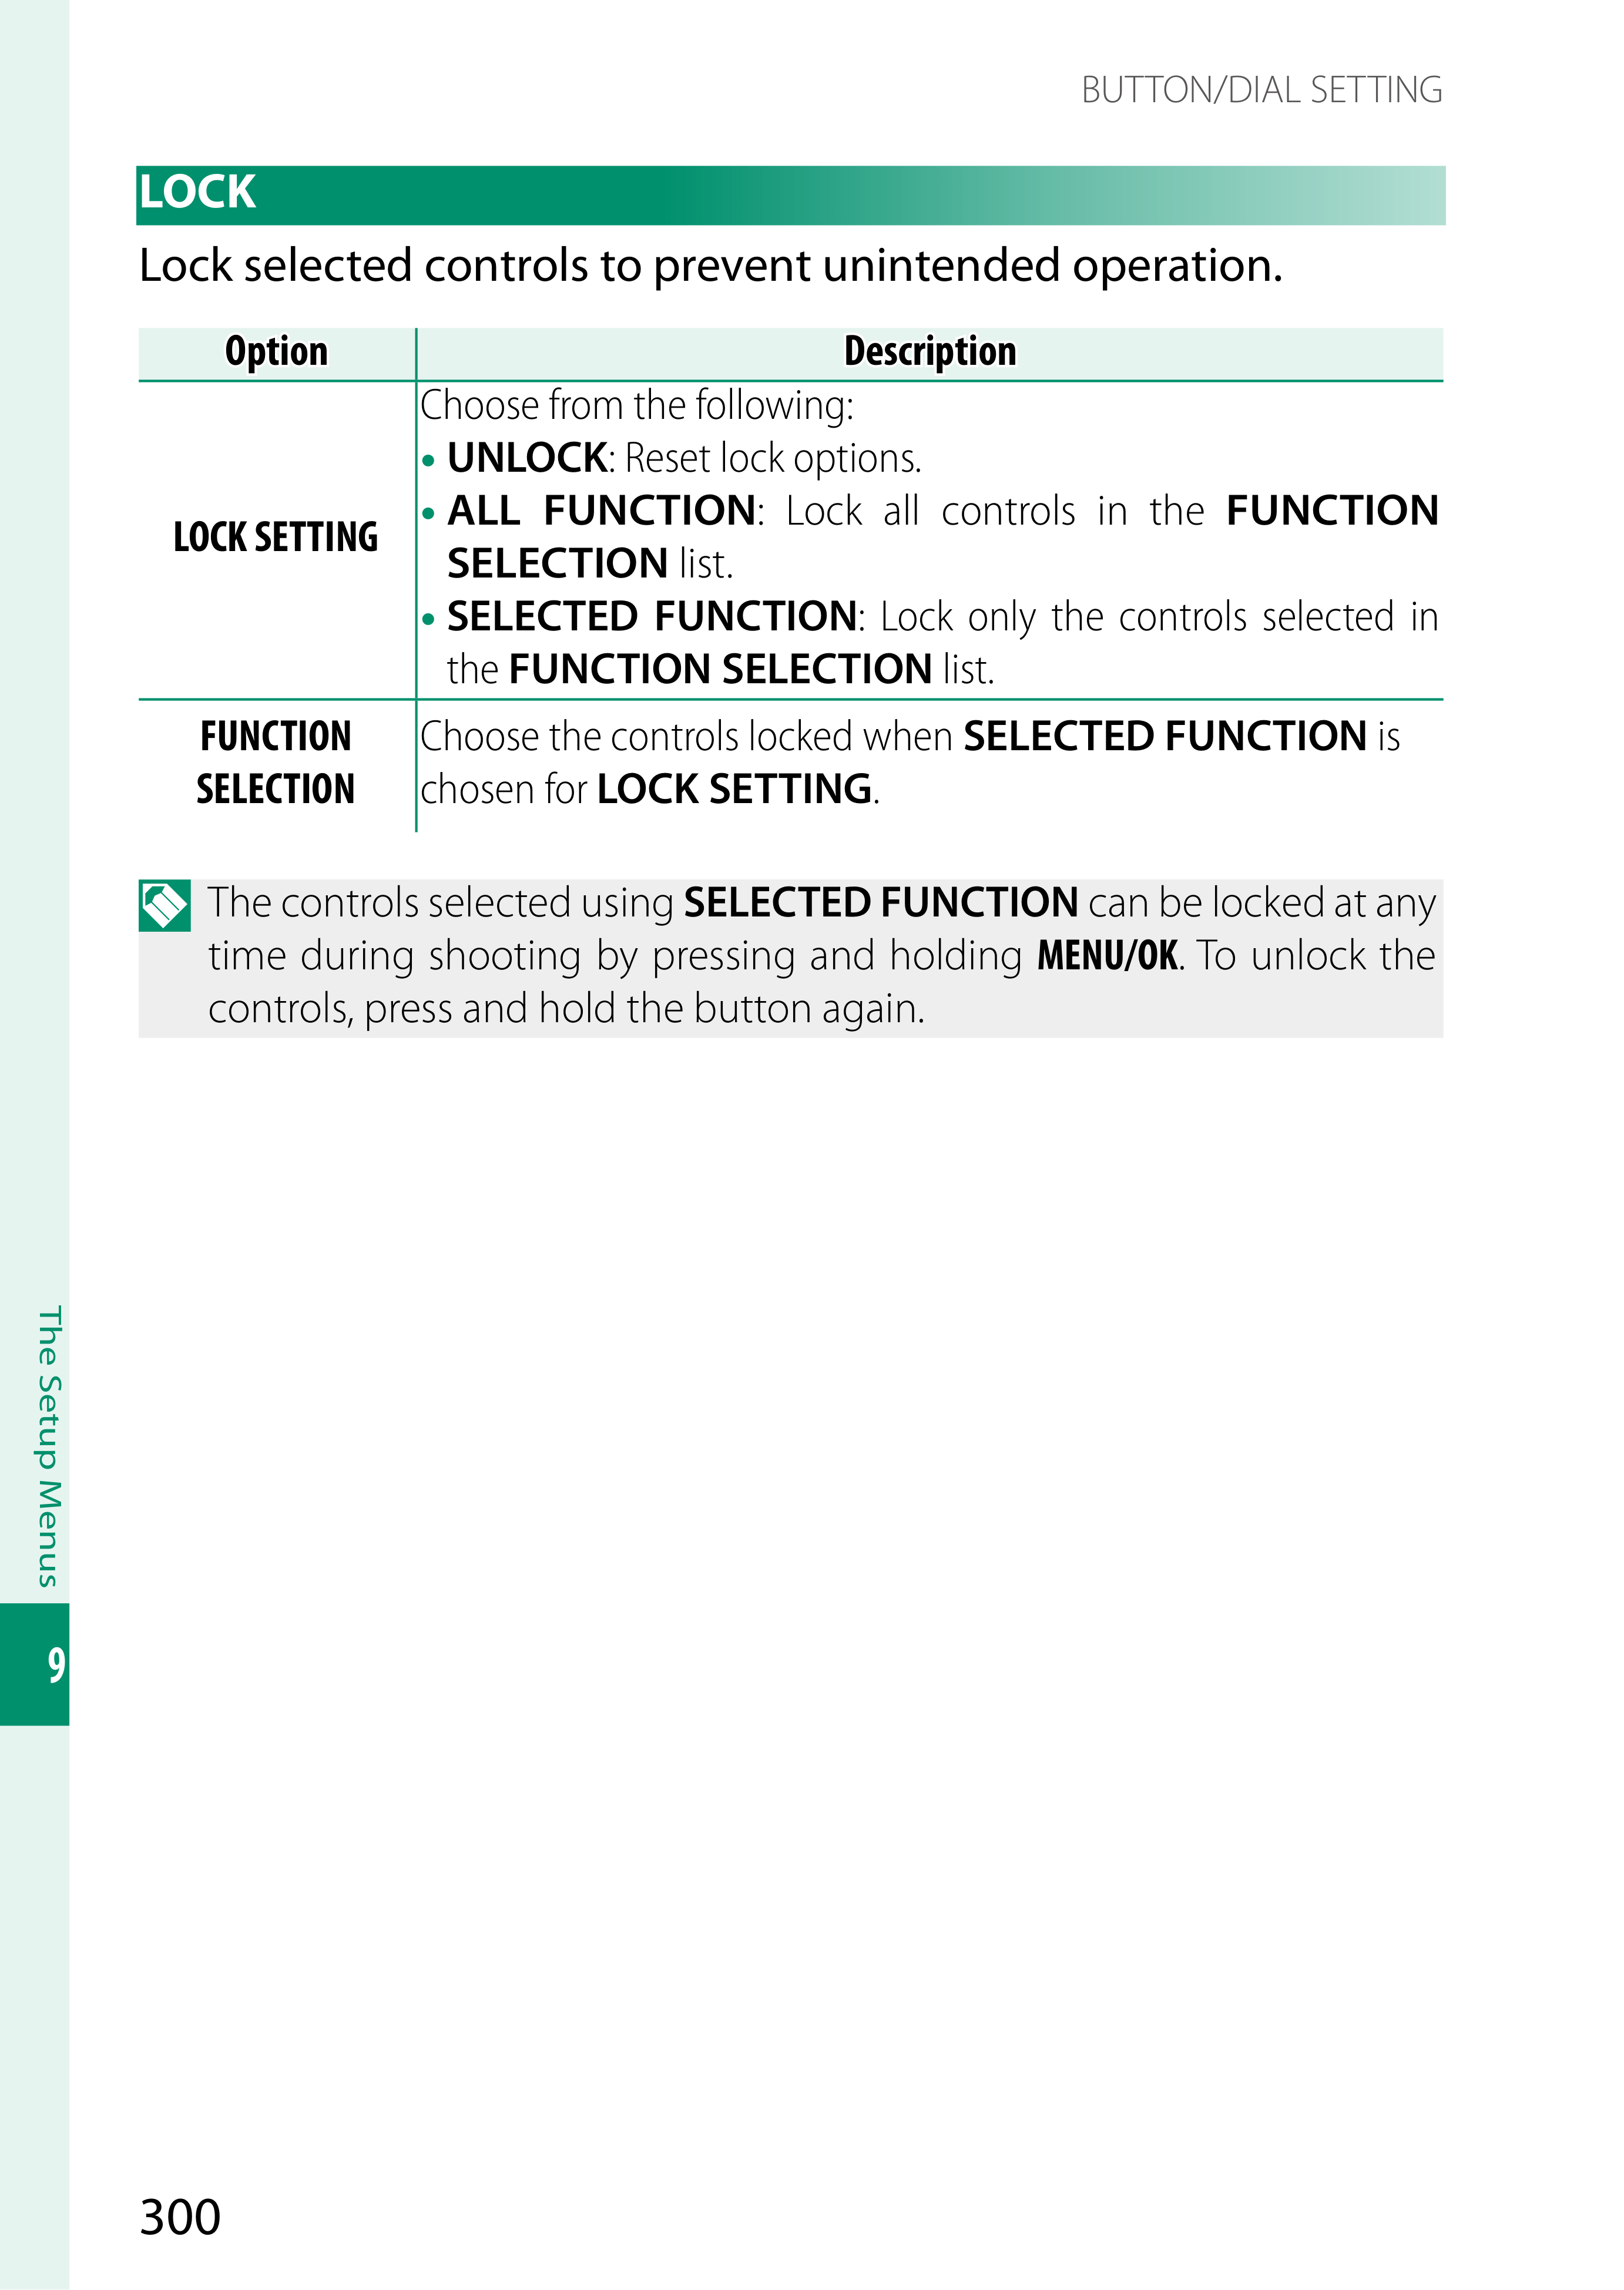 BUTTON/DIAL SETTING
LOCK
Lock selected controls to prevent unintended operation.
Option Description
LOCK SETTING
Choose from the following:
• UNLOCK: Reset lock options.
• ALL FUNCTION: Lock all controls in the FUNCTION
SELECTION list.
• SELECTED FUNCTION: Lock only the controls selected in
the FUNCTION SELECTION list.
FUNCTION
SELECTION
Choose the controls locked when SELECTED FUNCTION is
chosen for LOCK SETTING.
The controls selected using SELECTED FUNCTION can be locked at any
time during shooting by pressing and holding MENU/OK. To unlock the
controls, press and hold the button again.
The Setup Menus
9
300